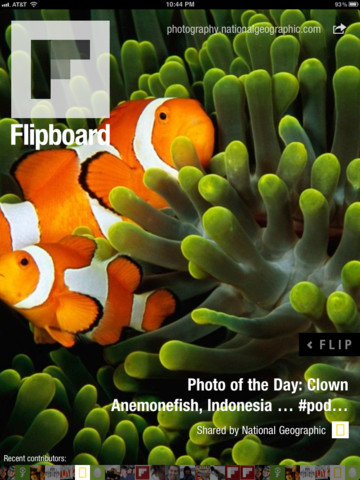 AT&T 10:44 PM 93%
photography.nationalgeographic.com
Flipboard
FLIP
Photo of the Day: Clown
Anemonefish, Indonesia ... #pod...
Shared by National Geographic
Recent contributors: